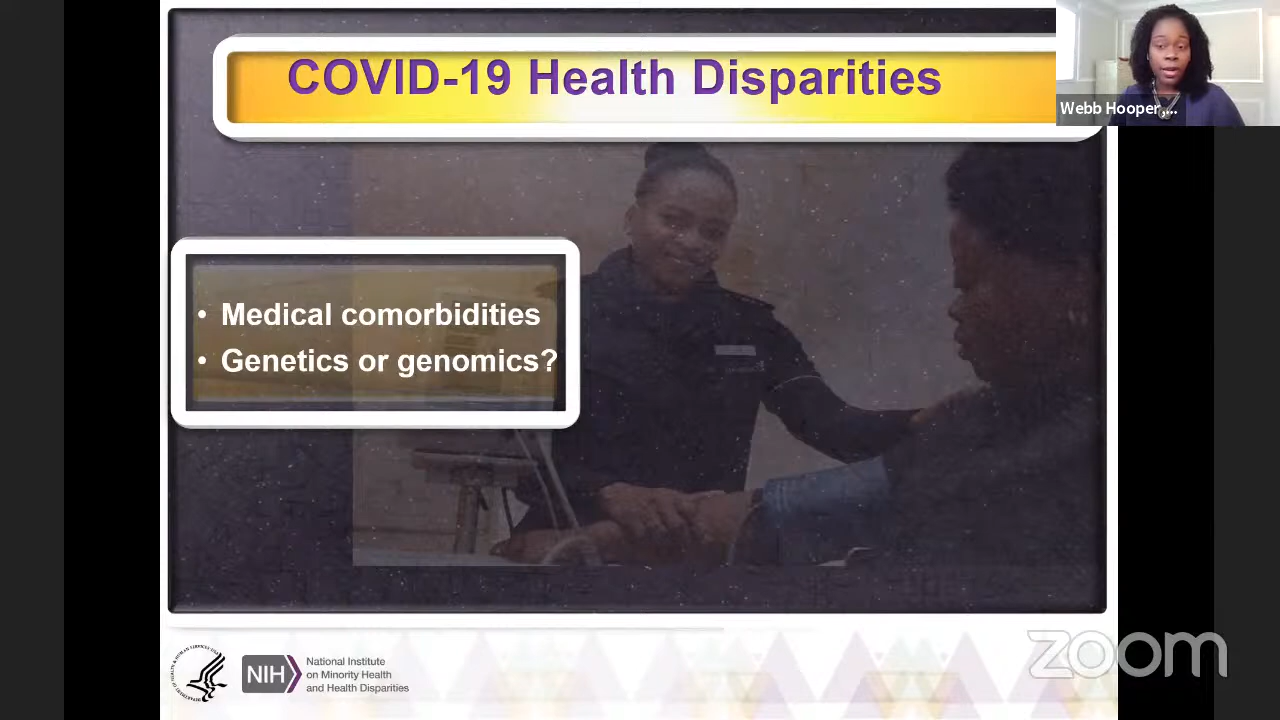 COVID-19 Health Disparities
Webb Hooper,...
• Medical comorbidities
• Genetics or genomics?
NIH
National Institute
on Minority Health
and Health Disparities
zoom